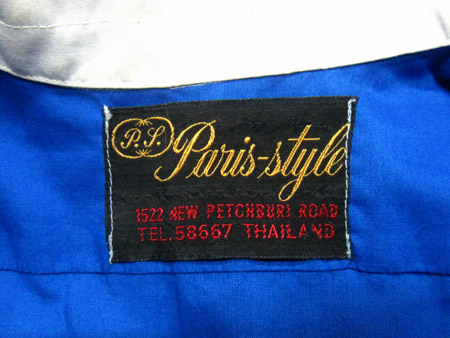 P.S. Paris-style
1522 NEW PETCHBURI ROAD
TEL.58667 THAILAND